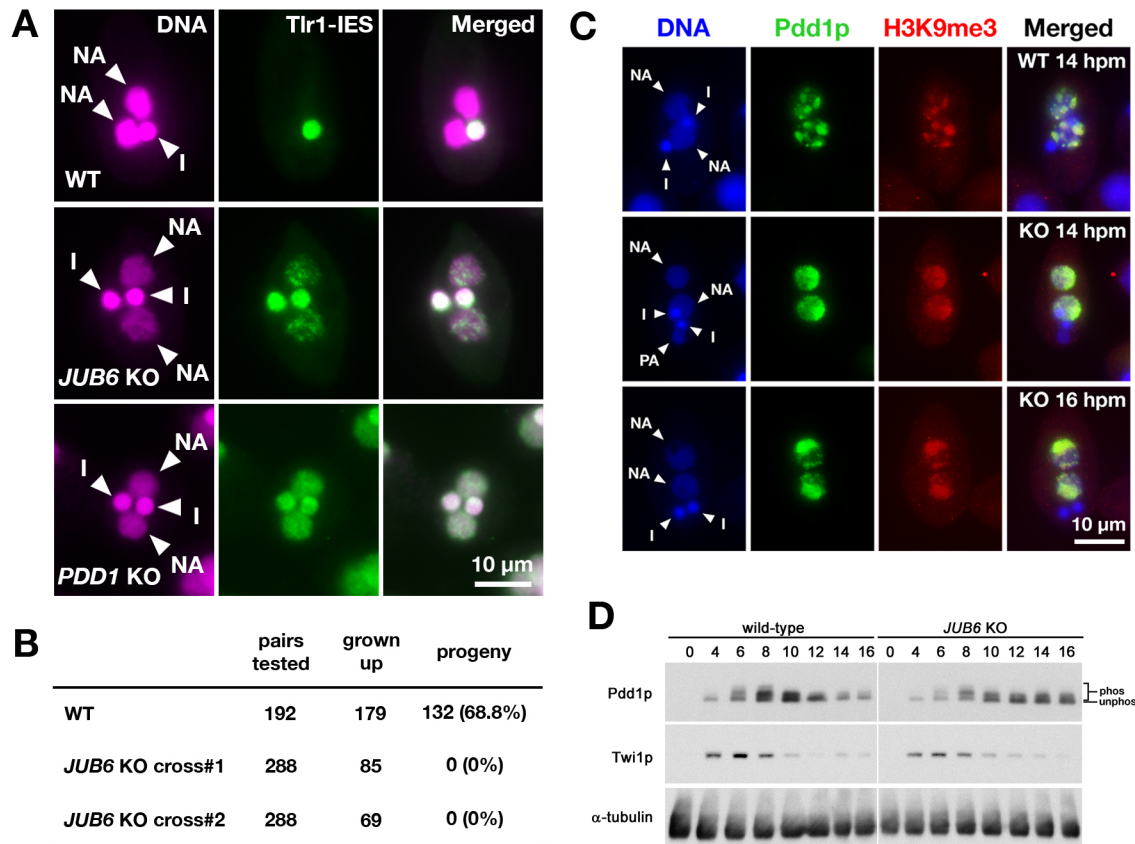 A
DNA
Tlr1-IES
Merged
NA
NA
I
WT
NA
I
I
NA
JUB6 KO
NA
I
I
NA
PDD1 KO
10 μm
B
pairs tested
grown up
progeny
WT 192 179 132 (68.8%)
JUB6 KO cross#1 288 85 0 (0%)
JUB6 KO cross#2 288 69 0 (0%)
C
DNA
Pdd1p
H3K9me3
Merged
NA
I
NA
I
WT 14 hpm
NA
NA
I
I
PA
KO 14 hpm
NA
NA
I
I
KO 16 hpm
10 μm
D
wild-type
JUB6 KO
0 4 6 8 10 12 14 16 0 4 6 8 10 12 14 16
Pdd1p
phos
unphos
Twi1p
α-tubulin